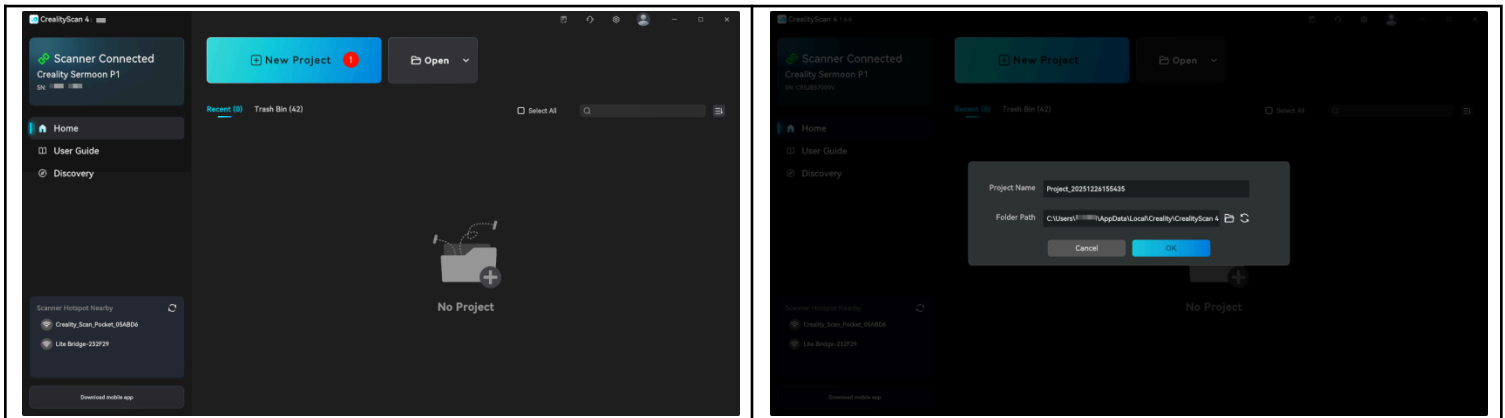 CrealityScan 4
Scanner Connected
Creality Sermoon P1
SN:
New Project 1
Open
Recent (0) Trash Bin (42)
Select All
Home
User Guide
Discovery
No Project
Scanner Hotspot Nearby
Creality_Scan_Pocket_05ABD6
Lite Bridge-232F29
Download mobile app
CrealityScan 4 1.4.6
Scanner Connected
Creality Sermoon P1
New Project
Open
Recent (0) Trash Bin (42)
Select All
Home
User Guide
Discovery
Project Name Project_20251226155435
Folder Path C:\Users\ \AppData\Local\Creality\CrealityScan 4
Cancel OK
No Project
Scanner Hotspot Nearby
Creality_Scan_Pocket_05ABD6
Lite Bridge-232F29
Download mobile app